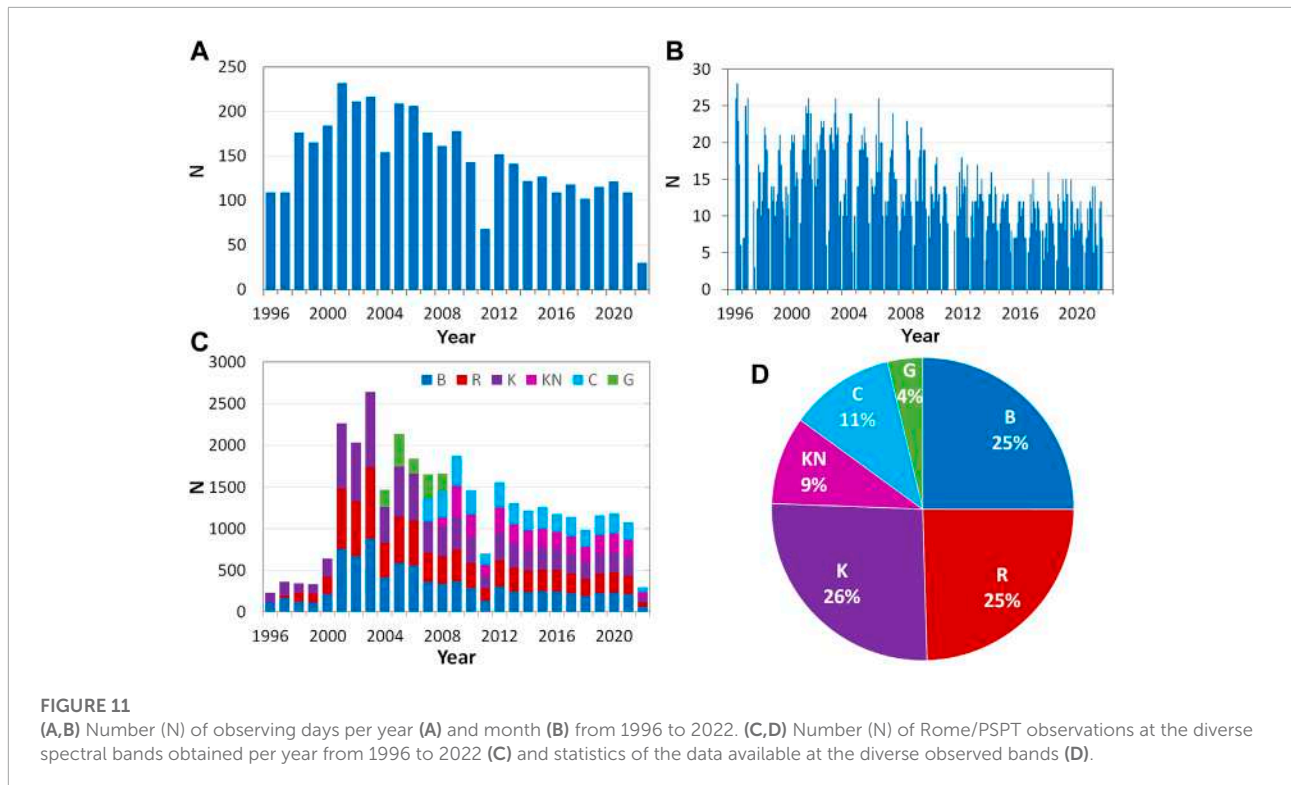 A
250
200
150
100
50
0
N
1996 2000 2004 2008 2012 2016 2020
Year
B
30
25
20
15
10
5
0
N
1996 2000 2004 2008 2012 2016 2020
Year
C
3000
2500
2000
1500
1000
500
0
N
B R K KN C G
1996 2000 2004 2008 2012 2016 2020
Year
D
G
4%
C
11%
B
25%
KN
9%
K
26%
R
25%
FIGURE 11
(A,B) Number (N) of observing days per year (A) and month (B) from 1996 to 2022. (C,D) Number (N) of Rome/PSPT observations at the diverse
spectral bands obtained per year from 1996 to 2022 (C) and statistics of the data available at the diverse observed bands (D).